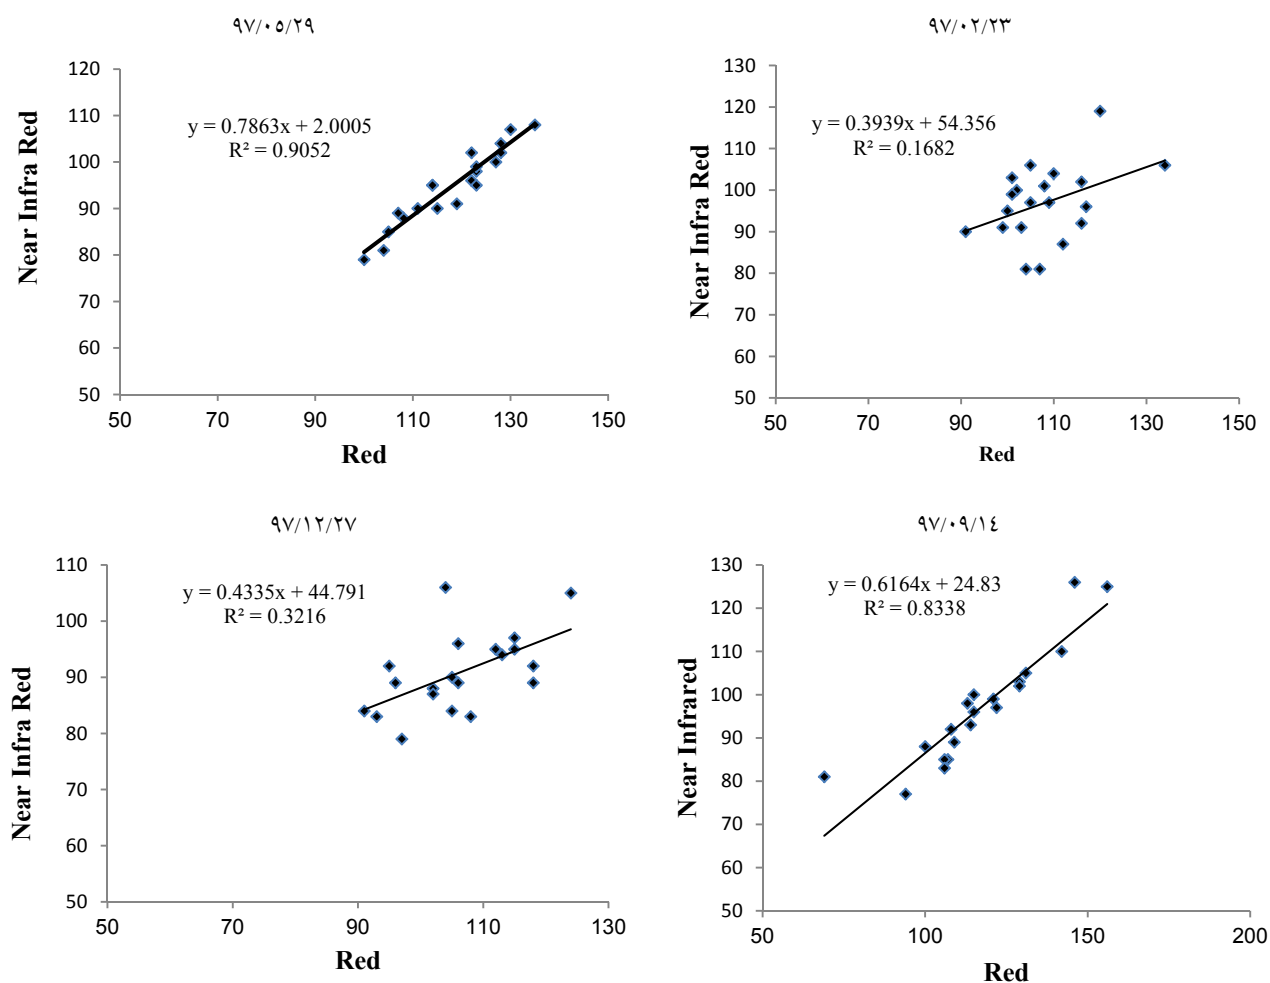 ۹۷/۰۵/۲۹
120
110
100
90
80
70
60
50
50 70 90 110 130 150
Near Infra Red
y = 0.7863x + 2.0005
R² = 0.9052
Red
۹۷/۰۲/۲۳
130
120
110
100
90
80
70
60
50
50 70 90 110 130 150
Near Infra Red
y = 0.3939x + 54.356
R² = 0.1682
Red
۹۷/۱۲/۲۷
110
100
90
80
70
60
50
50 70 90 110 130
Near Infra Red
y = 0.4335x + 44.791
R² = 0.3216
Red
۹۷/۰۹/۱٤
130
120
110
100
90
80
70
60
50
50 100 150 200
Near Infrared
y = 0.6164x + 24.83
R² = 0.8338
Red